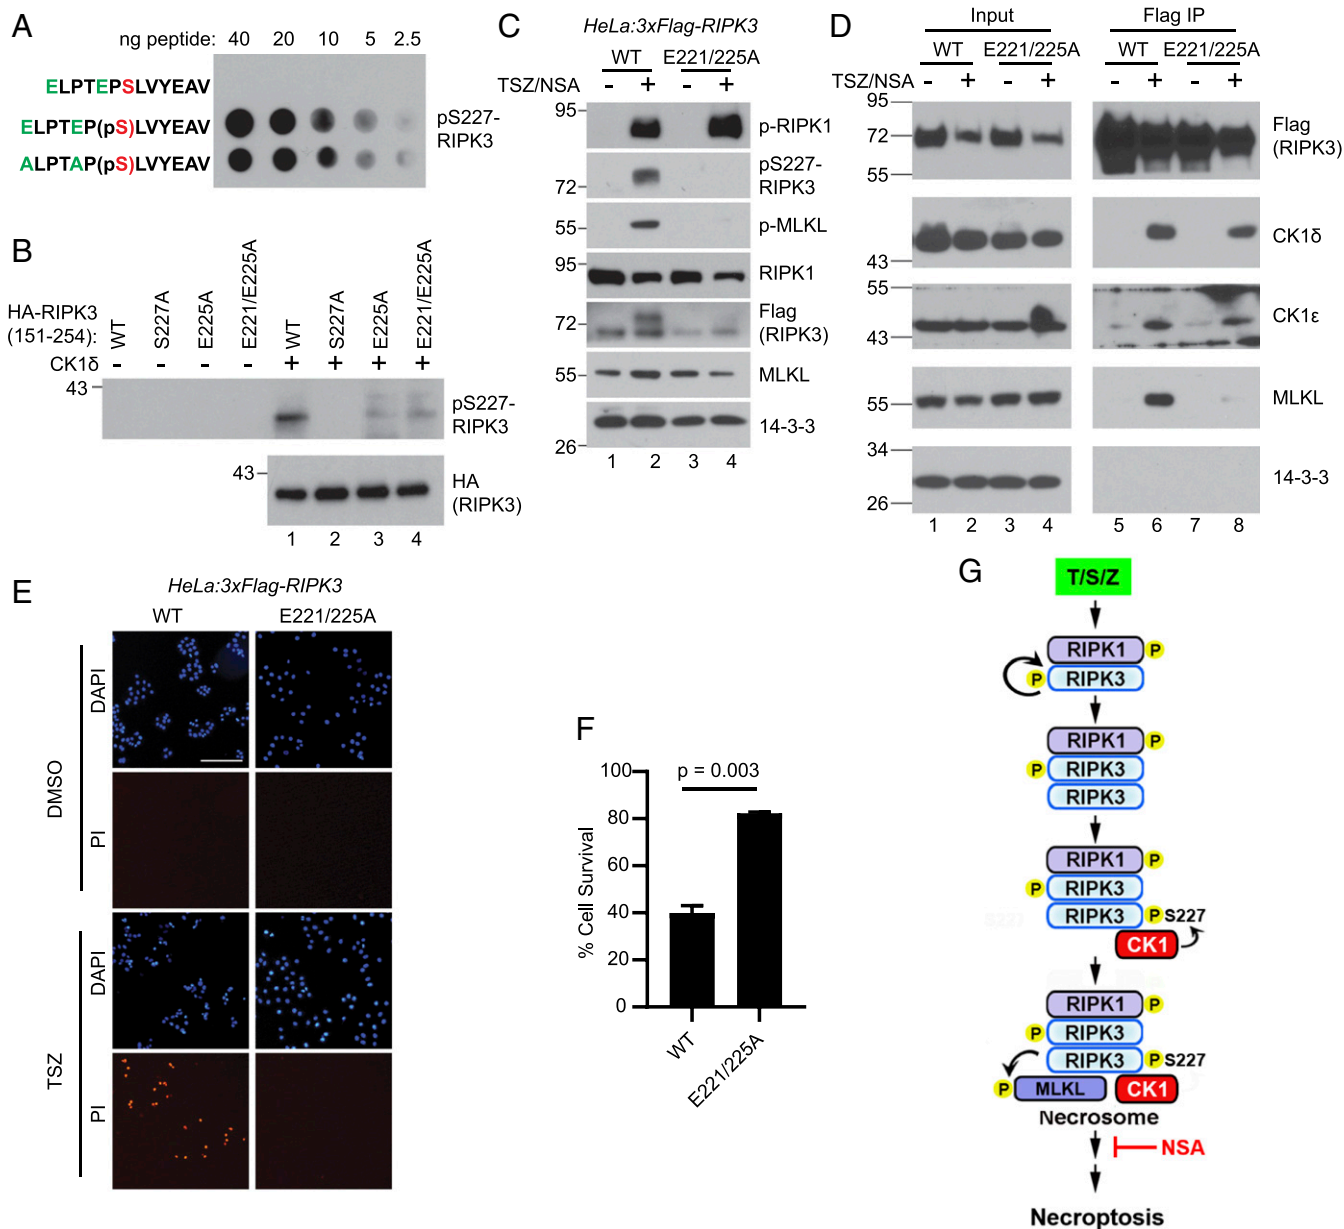 A
ng peptide: 40 20 10 5 2.5
ELPTEPSLVYEAV
ELPTEP(pS)LVYEAV
ALPTAP(pS)LVYEAV
pS227-
RIPK3
B
HA-RIPK3
(151-254):
WT
S227A
E225A
E221/E225A
WT
S227A
E225A
E221/E225A
CK1δ - - - - + + + +
43
pS227-
RIPK3
43
HA
(RIPK3)
1 2 3 4
C
HeLa:3xFlag-RIPK3
WT E221/225A
TSZ/NSA - + - +
95
p-RIPK1
pS227-
RIPK3
72
p-MLKL
55
95
RIPK1
Flag
(RIPK3)
72
MLKL
55
14-3-3
26
1 2 3 4
D
Input Flag IP
WT E221/225A WT E221/225A
TSZ/NSA - + - + - + - +
95
72
55
Flag
(RIPK3)
CK1δ
43
55
CK1ε
43
MLKL
55
34
14-3-3
26
1 2 3 4 5 6 7 8
E
HeLa:3xFlag-RIPK3
WT E221/225A
DMSO
DAPI
PI
TSZ
DAPI
PI
F
p = 0.003
% Cell Survival
100
80
60
40
20
0
WT
E221/225A
G
T/S/Z
RIPK1 P
P RIPK3
RIPK1 P
P RIPK3
RIPK3
RIPK1 P
P RIPK3
RIPK3 P S227
CK1
RIPK1 P
P RIPK3
RIPK3 P S227
P MLKL CK1
Necrosome
NSA
Necroptosis